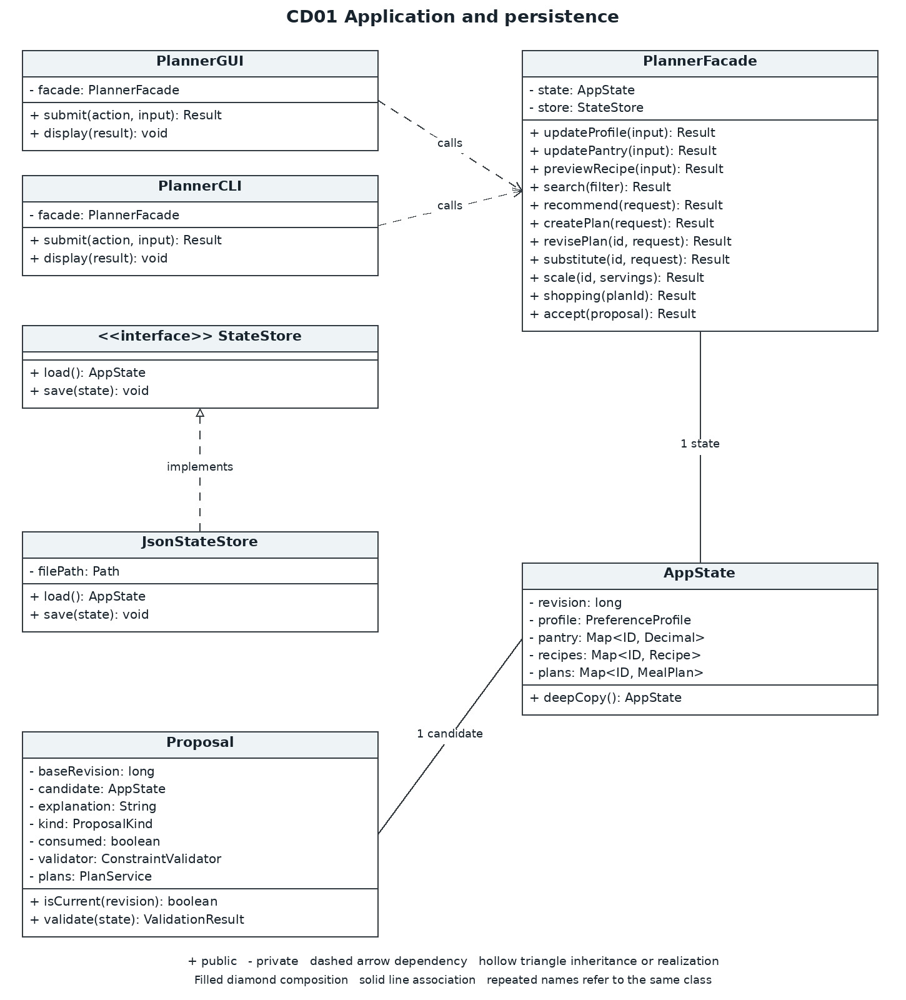 CD01 Application and persistence
PlannerGUI
- facade: PlannerFacade
+ submit(action, input): Result
+ display(result): void
PlannerCLI
- facade: PlannerFacade
+ submit(action, input): Result
+ display(result): void
calls
calls
PlannerFacade
- state: AppState
- store: StateStore
+ updateProfile(input): Result
+ updatePantry(input): Result
+ previewRecipe(input): Result
+ search(filter): Result
+ recommend(request): Result
+ createPlan(request): Result
+ revisePlan(id, request): Result
+ substitute(id, request): Result
+ scale(id, servings): Result
+ shopping(planId): Result
+ accept(proposal): Result
<<interface>> StateStore
+ load(): AppState
+ save(state): void
implements
1 state
JsonStateStore
- filePath: Path
+ load(): AppState
+ save(state): void
AppState
- revision: long
- profile: PreferenceProfile
- pantry: Map<ID, Decimal>
- recipes: Map<ID, Recipe>
- plans: Map<ID, MealPlan>
+ deepCopy(): AppState
1 candidate
Proposal
- baseRevision: long
- candidate: AppState
- explanation: String
- kind: ProposalKind
- consumed: boolean
- validator: ConstraintValidator
- plans: PlanService
+ isCurrent(revision): boolean
+ validate(state): ValidationResult
+ public - private dashed arrow dependency hollow triangle inheritance or realization
Filled diamond composition solid line association repeated names refer to the same class